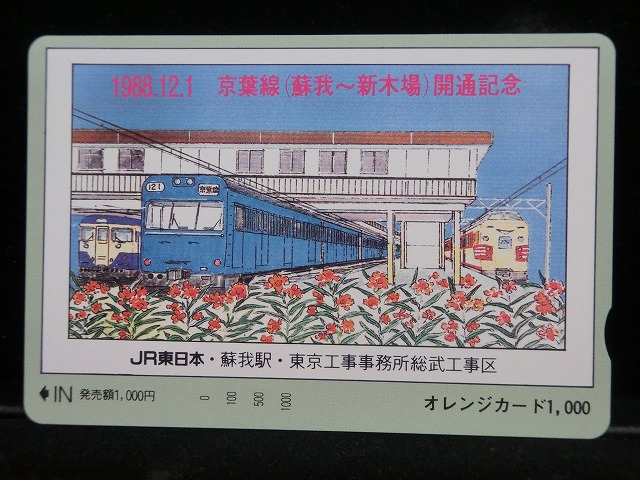 1988.12.1 京葉線(蘇我~新木場)開通記念
121 京葉線
JR東日本・蘇我駅・東京工事事務所総武工事区
IN 発売額1,000円 0 100 500 1000 オレンジカード1,000